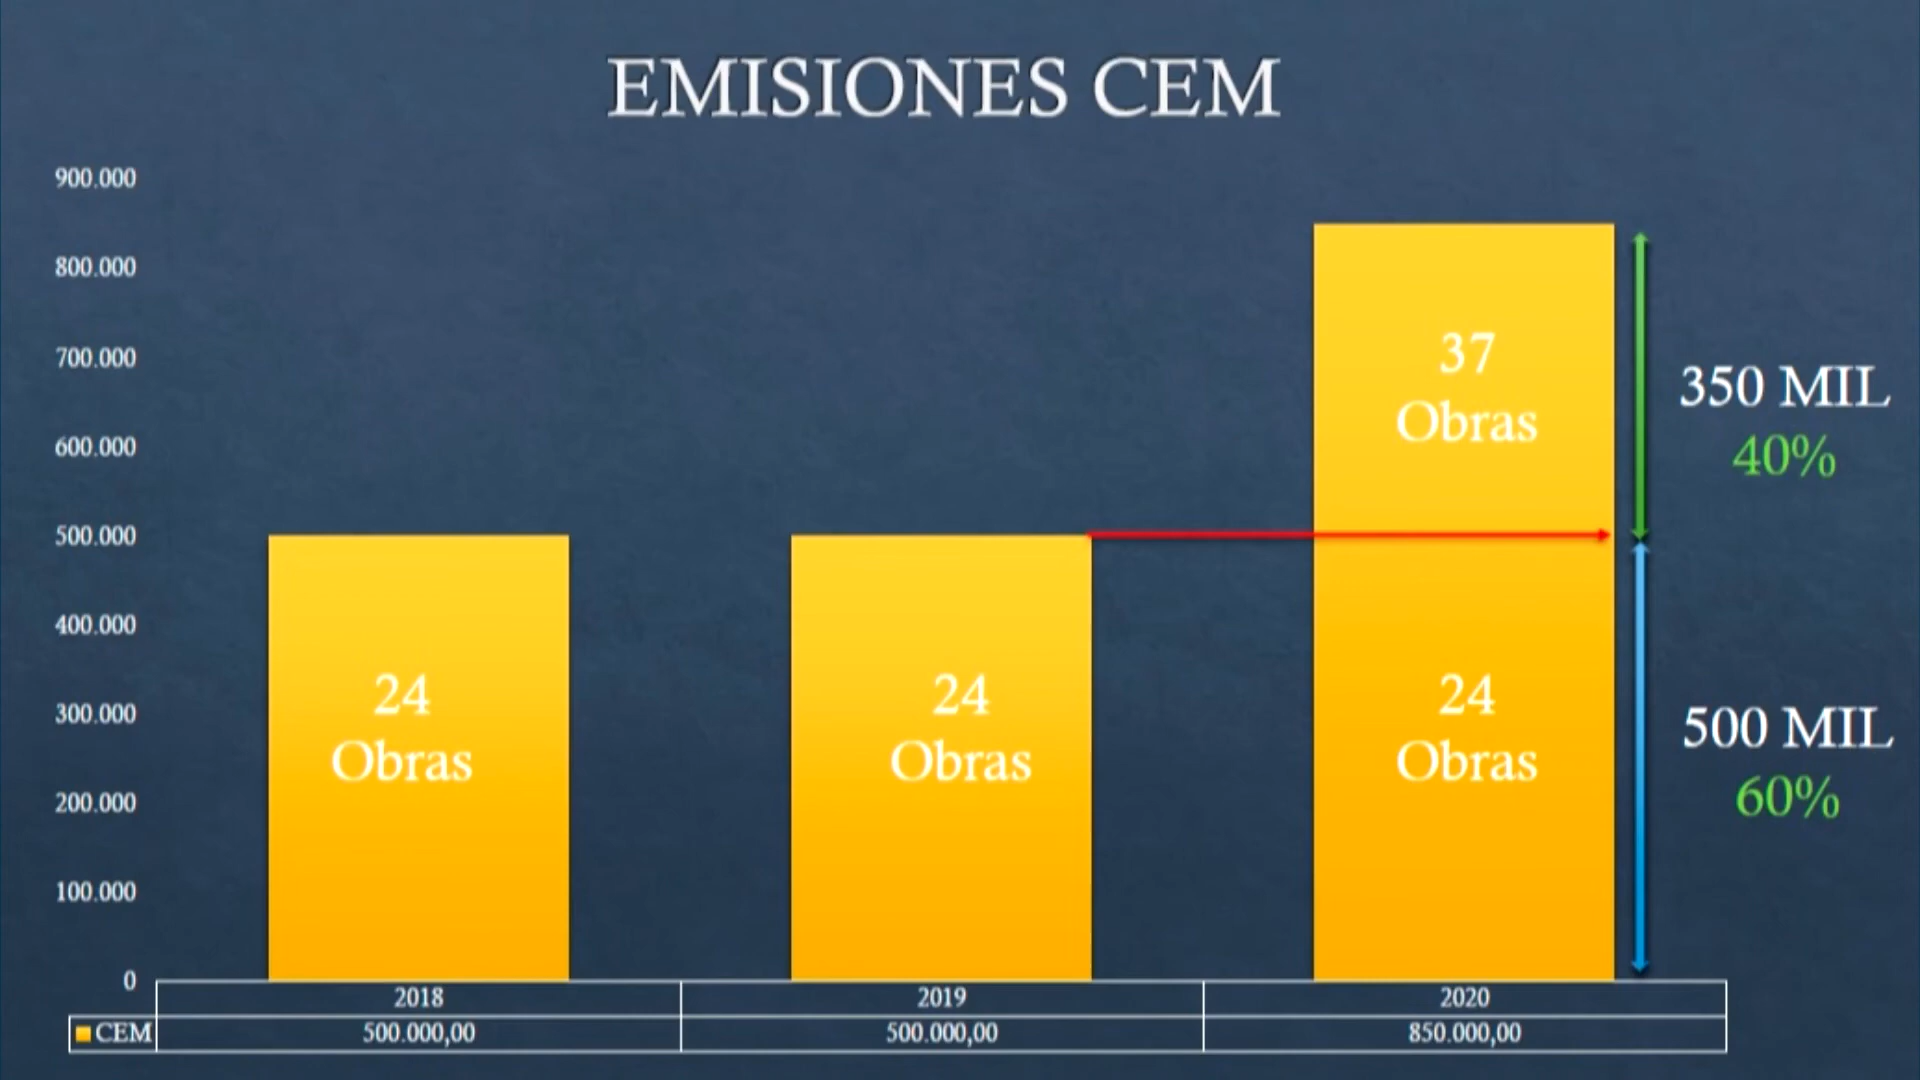 EMISIONES CEM
900.000
800.000
700.000
600.000
500.000
400.000
300.000
200.000
100.000
0
24
Obras
24
Obras
37
Obras
24
Obras
350 MIL
40%
500 MIL
60%
2018 2019 2020
CEM 500.000,00 500.000,00 850.000,00